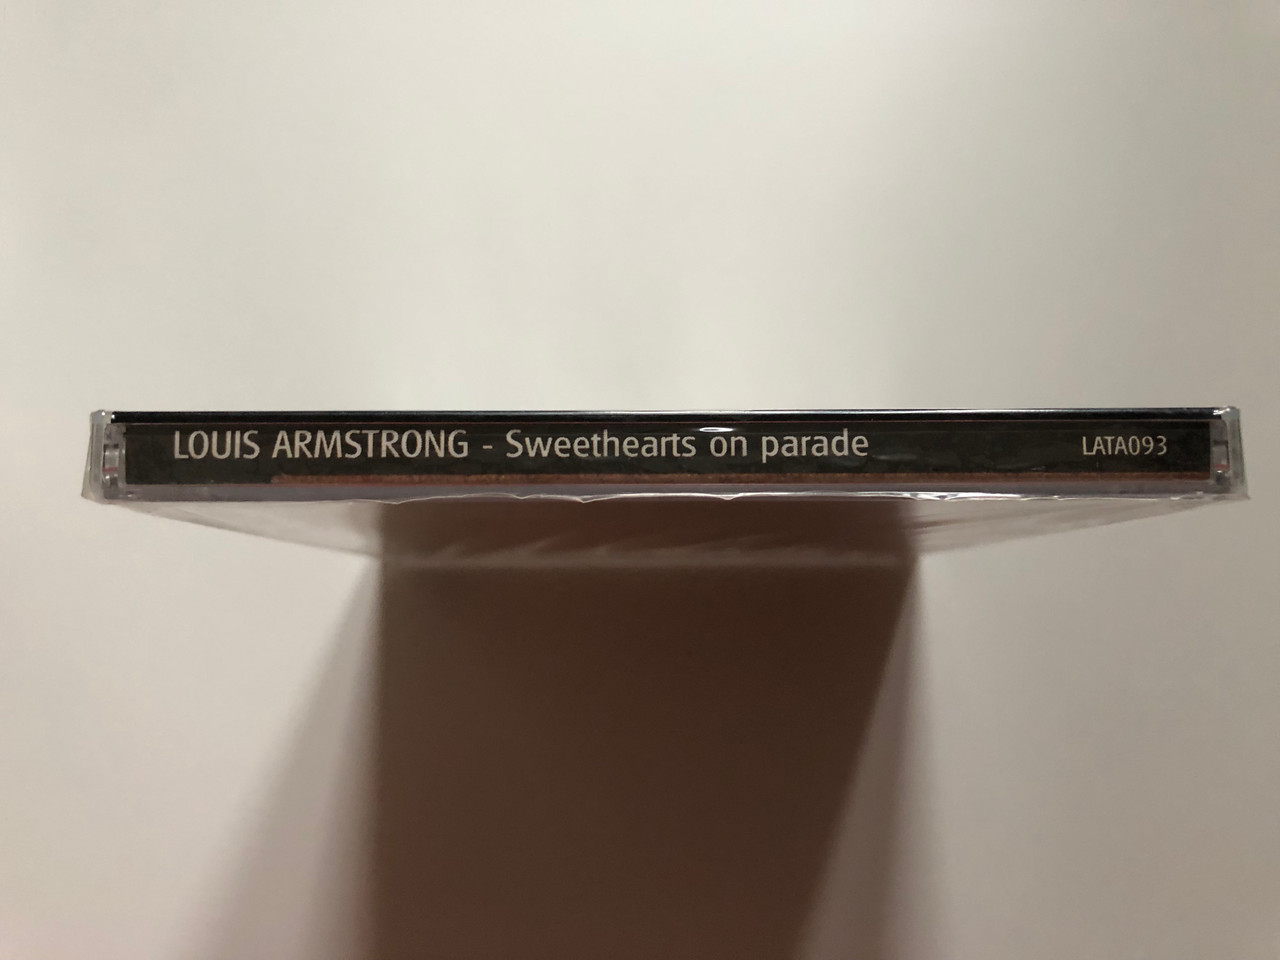 LOUIS ARMSTRONG - Sweethearts on parade LATA093